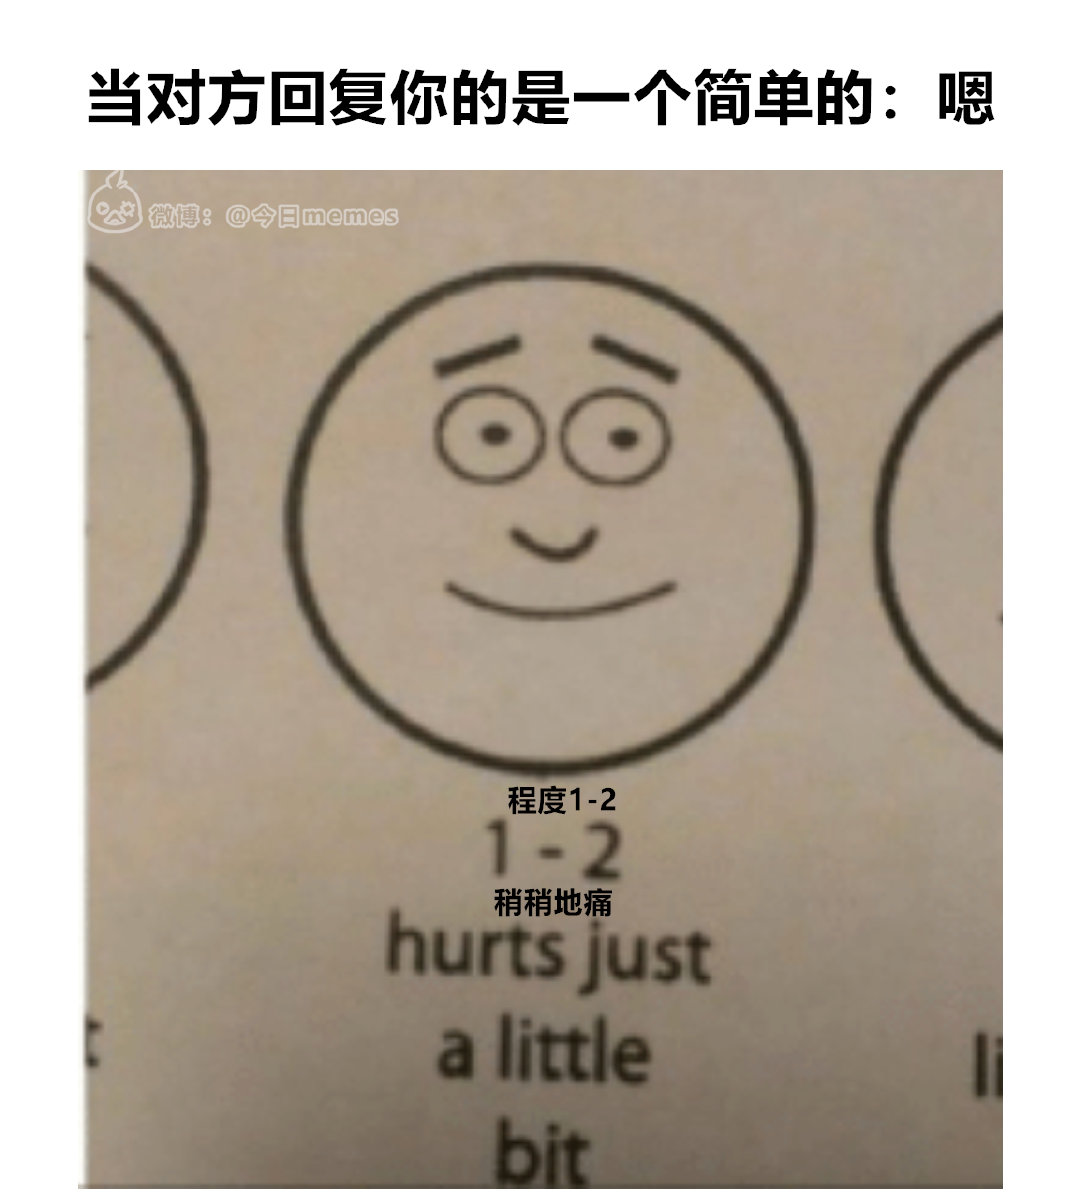 当对方回复你的是一个简单的：嗯
微博：@今日memes
程度1-2
1 - 2
稍稍地痛
hurts just
a little
bit
li